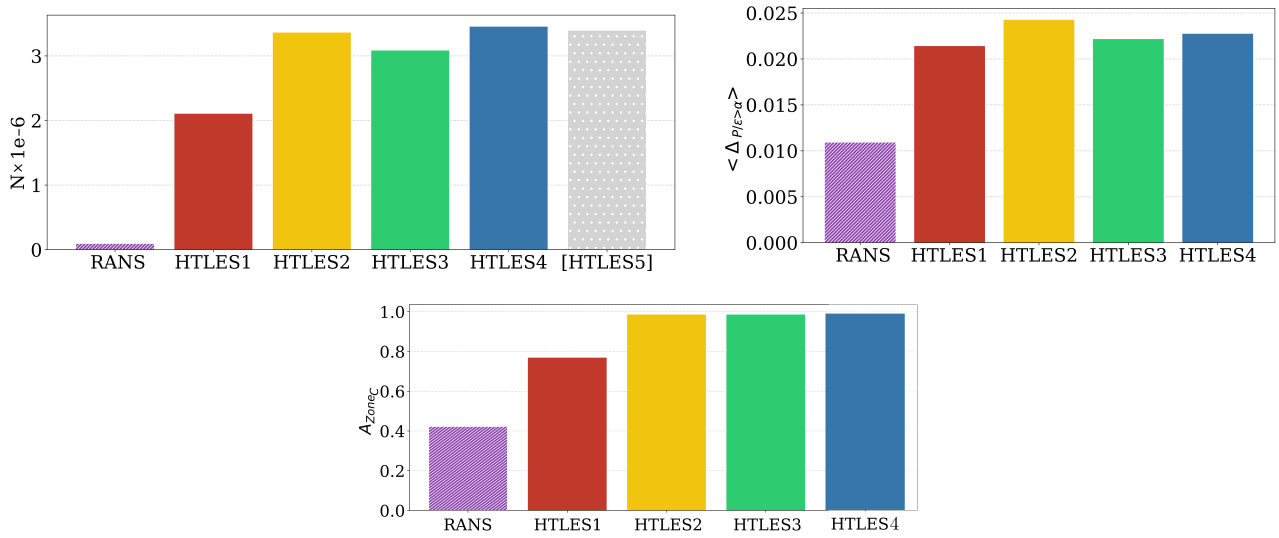 N× 1e–6
3
2
1
0
RANS HTLES1 HTLES2 HTLES3 HTLES4 [HTLES5]
< Δ P/ε>α >
0.025
0.020
0.015
0.010
0.005
0.000
RANS HTLES1 HTLES2 HTLES3 HTLES4
A_ZoneC
1.0
0.8
0.6
0.4
0.2
0.0
RANS HTLES1 HTLES2 HTLES3 HTLES4